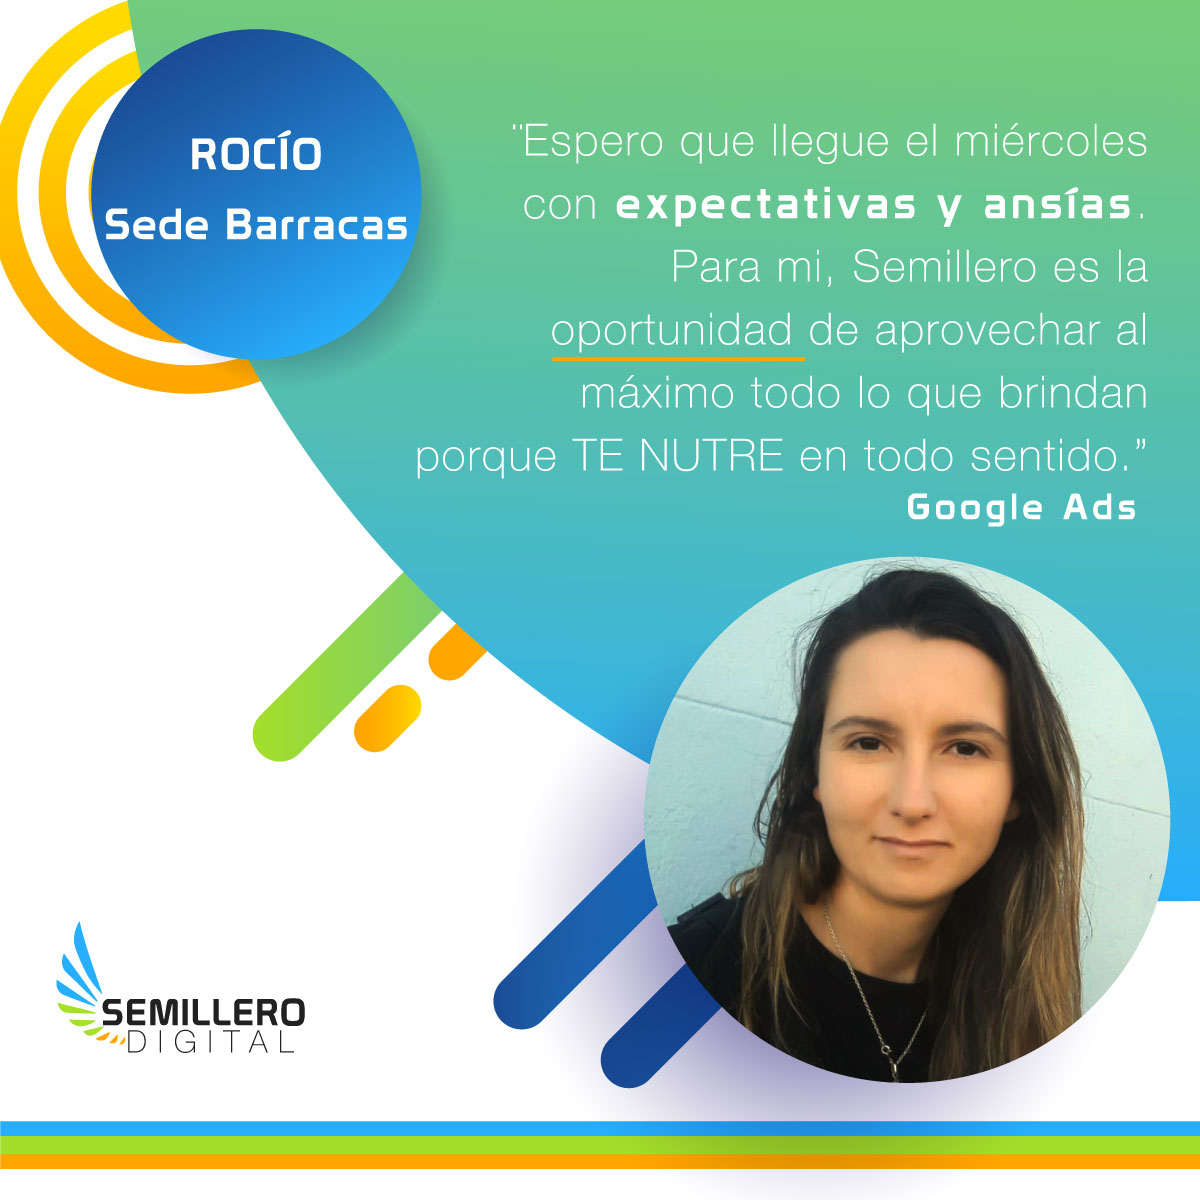 ROCÍO
Sede Barracas
¨Espero que llegue el miércoles
con expectativas y ansías.
Para mi, Semillero es la
oportunidad de aprovechar al
máximo todo lo que brindan
porque TE NUTRE en todo sentido.”
Google Ads
SEMILLERO
DIGITAL